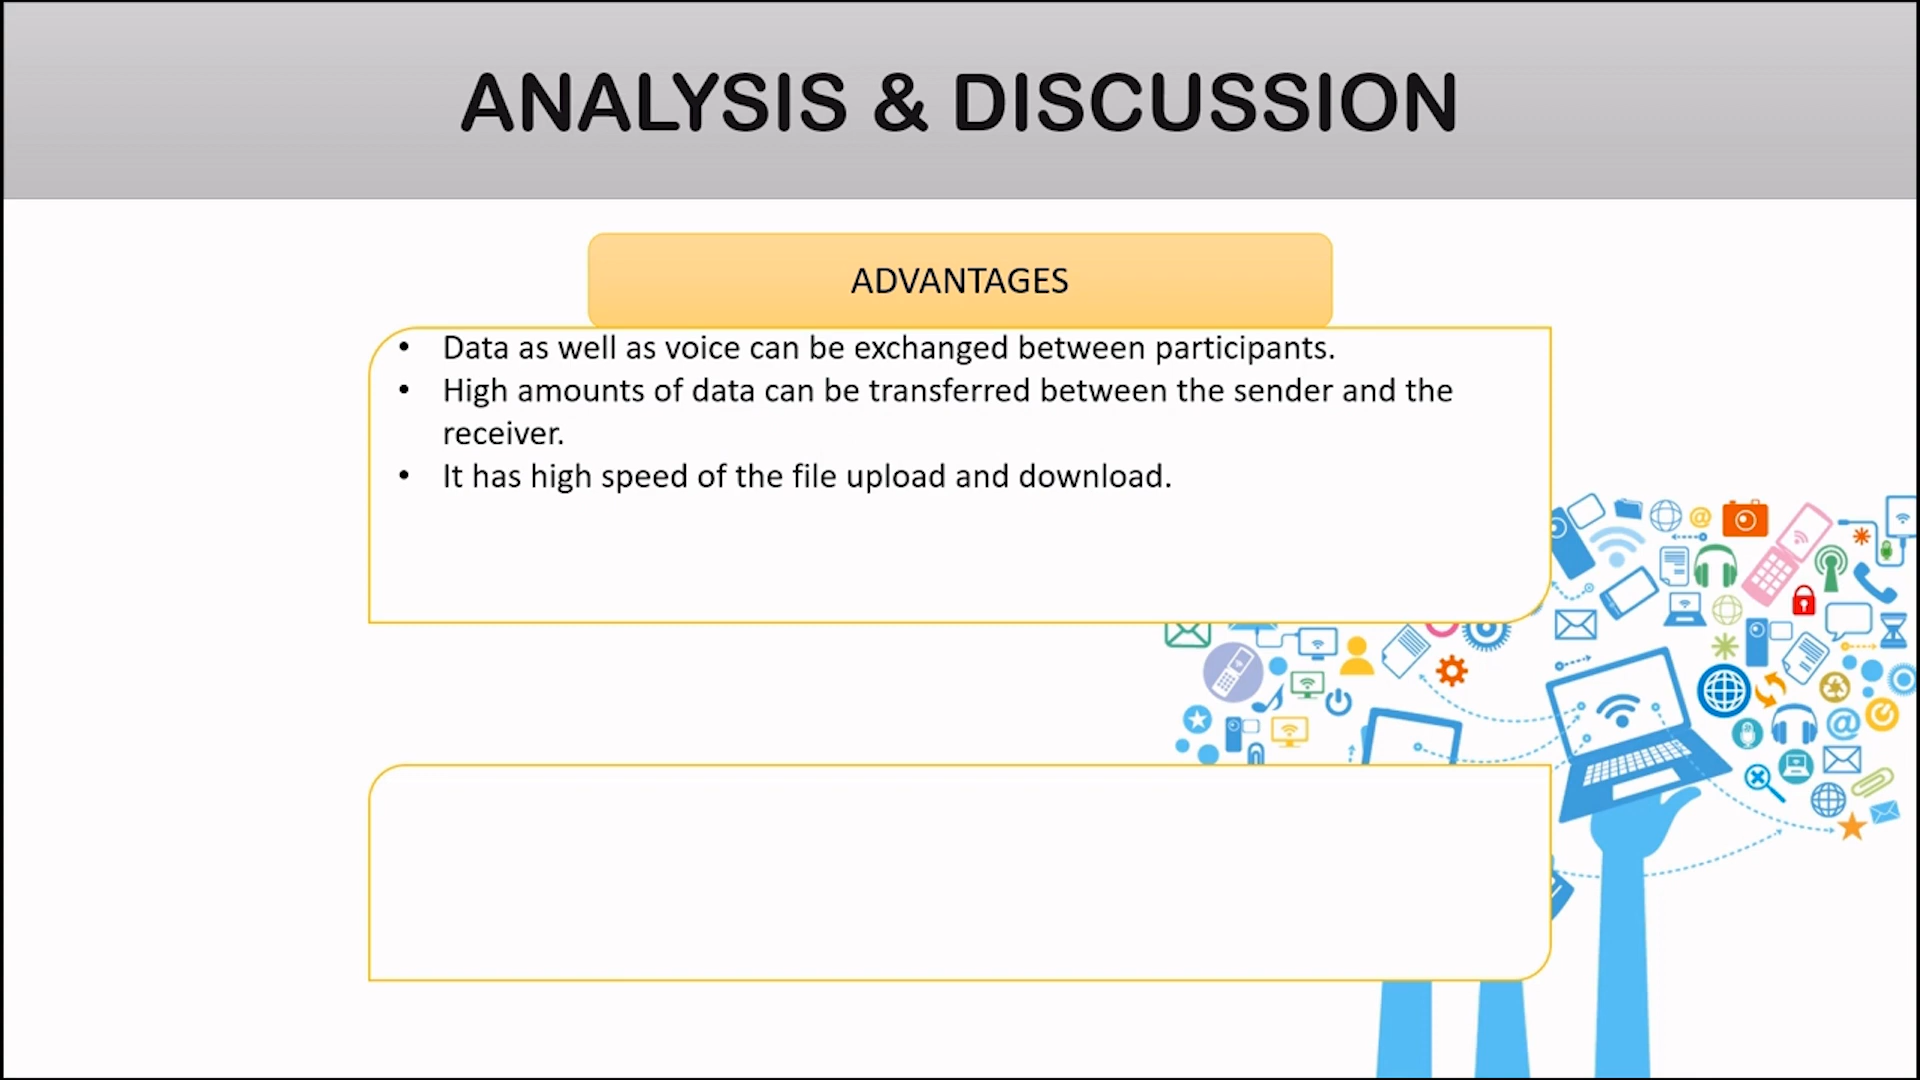 ANALYSIS & DISCUSSION
ADVANTAGES
• Data as well as voice can be exchanged between participants.
• High amounts of data can be transferred between the sender and the
receiver.
• It has high speed of the file upload and download.